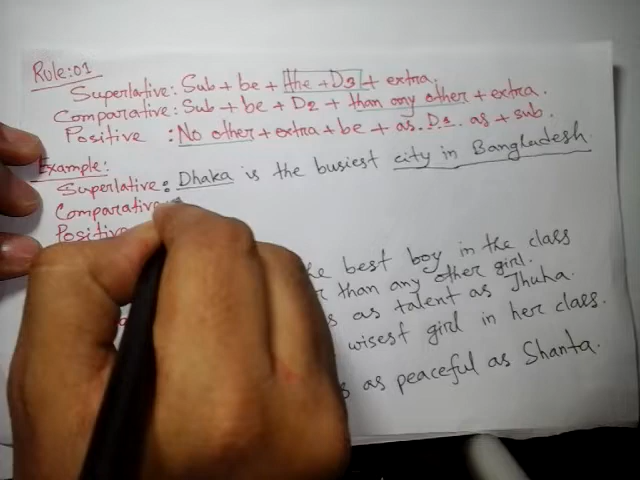 Rule:01
Superlative: Sub + be + the + D3 + extra.
Comparative: Sub + be + D2 + than any other + extra.
Positive : No other + extra + be + as..D1..as + sub.
Example:
Superlative: Dhaka is the busiest city in Bangladesh.
Comparative
Positive
best boy in the class
than any other girl.
as talent as Jhuha.
wisest girl in her class.
as peaceful as Shanta.